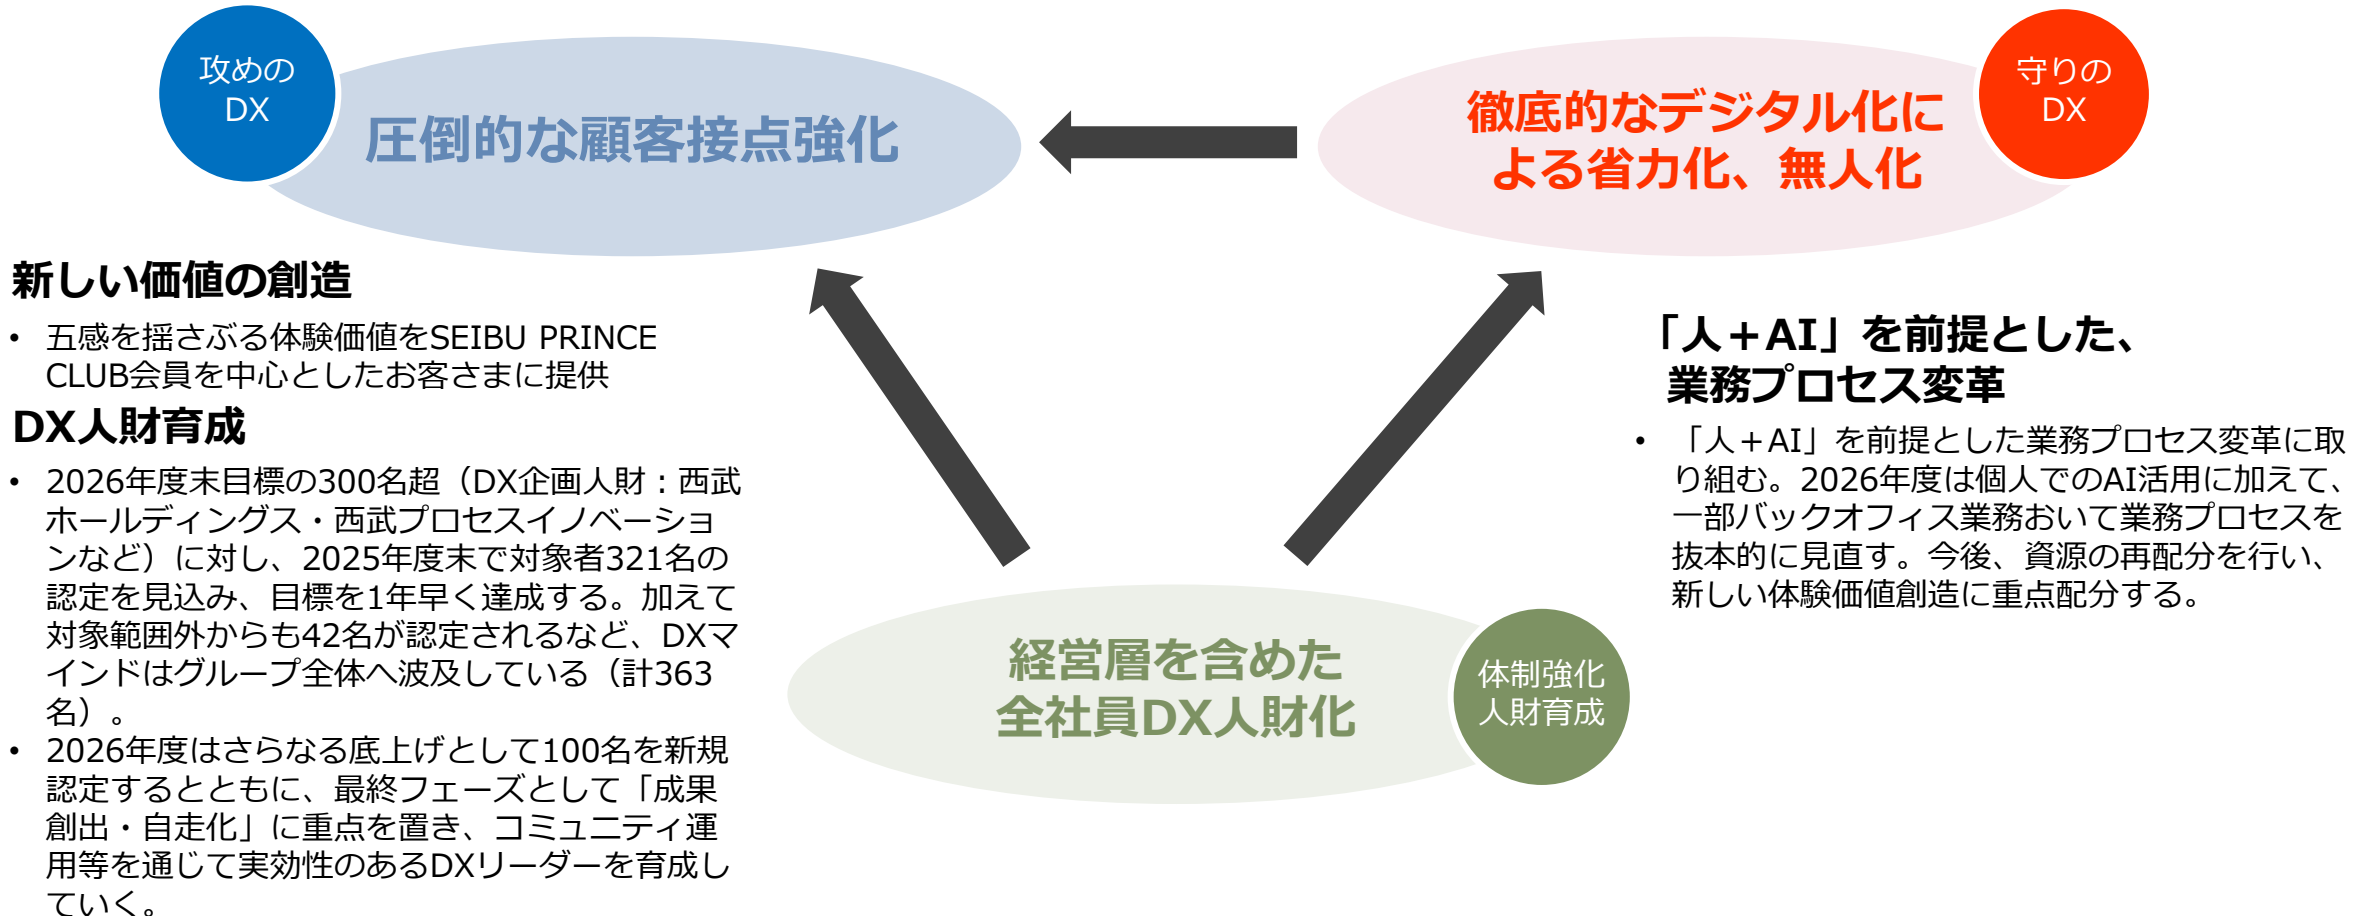 攻めの
DX
圧倒的な顧客接点強化
徹底的なデジタル化に
よる省力化、無人化
守りの
DX
新しい価値の創造
• 五感を揺さぶる体験価値をSEIBU PRINCE
CLUB会員を中心としたお客さまに提供
DX人財育成
• 2026年度末目標の300名超（DX企画人財：西武
ホールディングス・西武プロセスイノベーショ
ンなど）に対し、2025年度末で対象者321名の
認定を見込み、目標を1年早く達成する。加えて
対象範囲外からも42名が認定されるなど、DXマ
インドはグループ全体へ波及している（計363
名）。
• 2026年度はさらなる底上げとして100名を新規
認定するとともに、最終フェーズとして「成果
創出・自走化」に重点を置き、コミュニティ運
用等を通じて実効性のあるDXリーダーを育成し
ていく。
「人＋AI」を前提とした、
業務プロセス変革
• 「人＋AI」を前提とした業務プロセス変革に取
り組む。2026年度は個人でのAI活用に加えて、
一部バックオフィス業務おいて業務プロセスを
抜本的に見直す。今後、資源の再配分を行い、
新しい体験価値創造に重点配分する。
経営層を含めた
全社員DX人財化
体制強化
人財育成